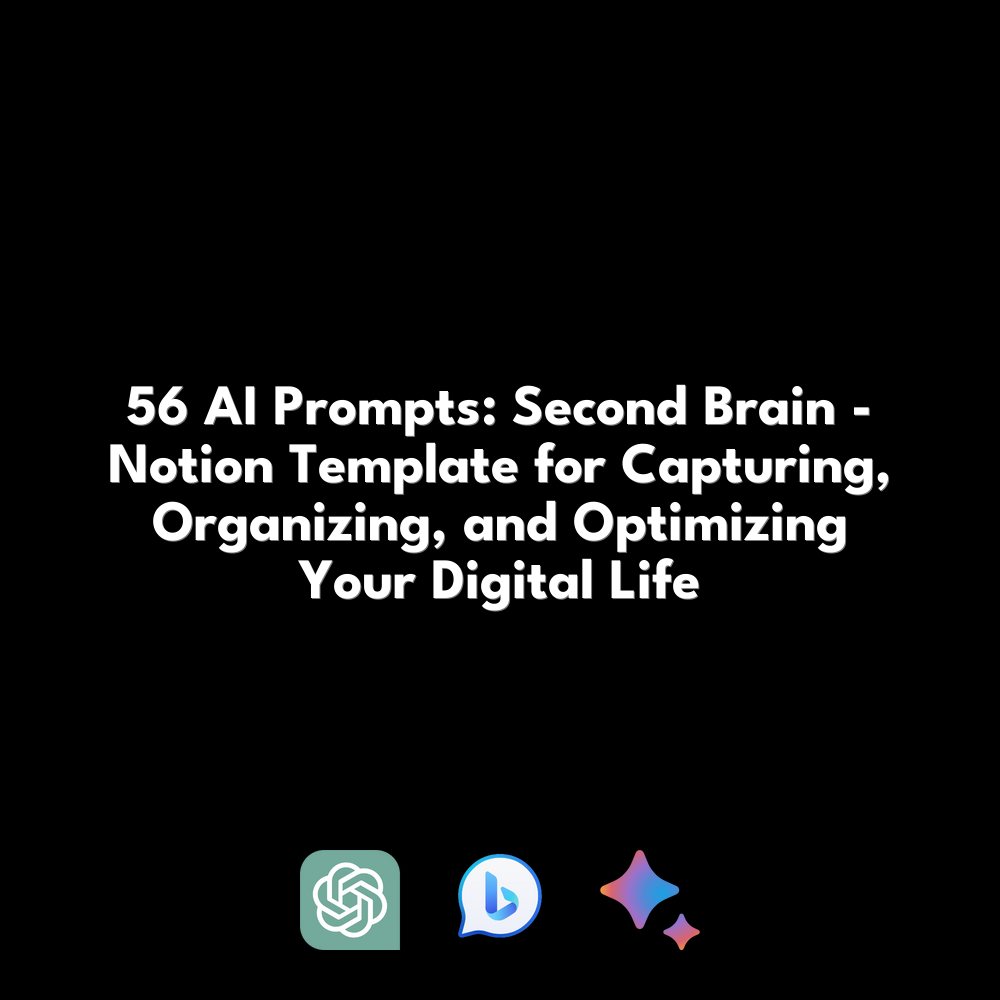 56 AI Prompts: Second Brain -
Notion Template for Capturing,
Organizing, and Optimizing
Your Digital Life